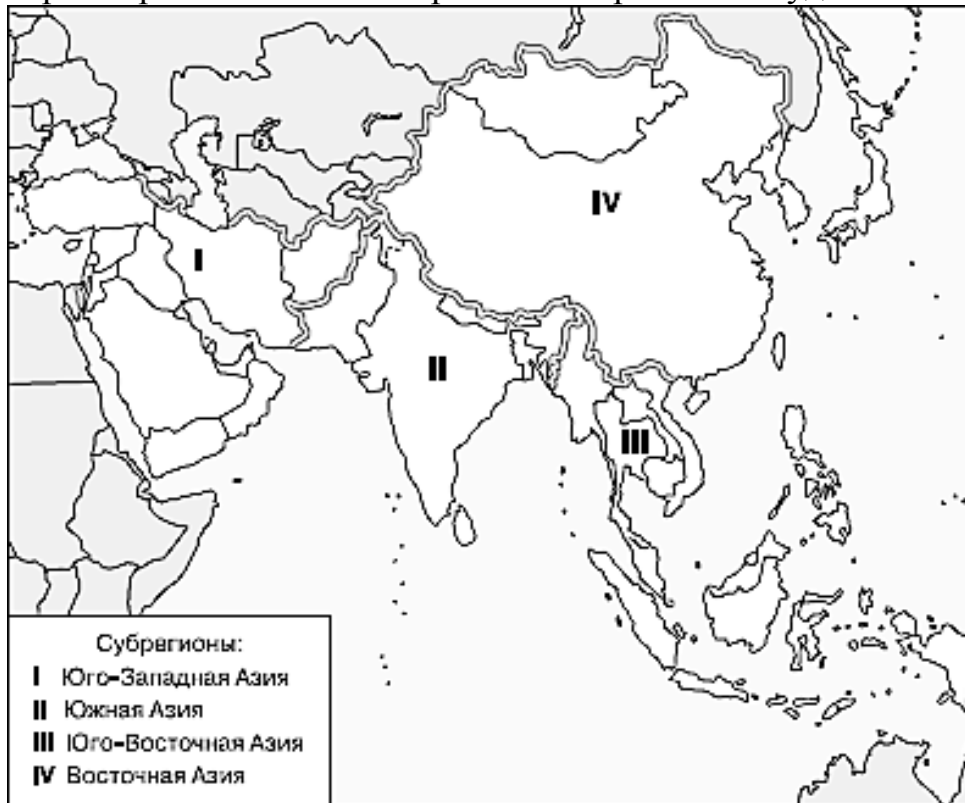 I
II
III
IV
Субрегионы:
I Юго-Западная Азия
II Южная Азия
III Юго-Восточная Азия
IV Восточная Азия